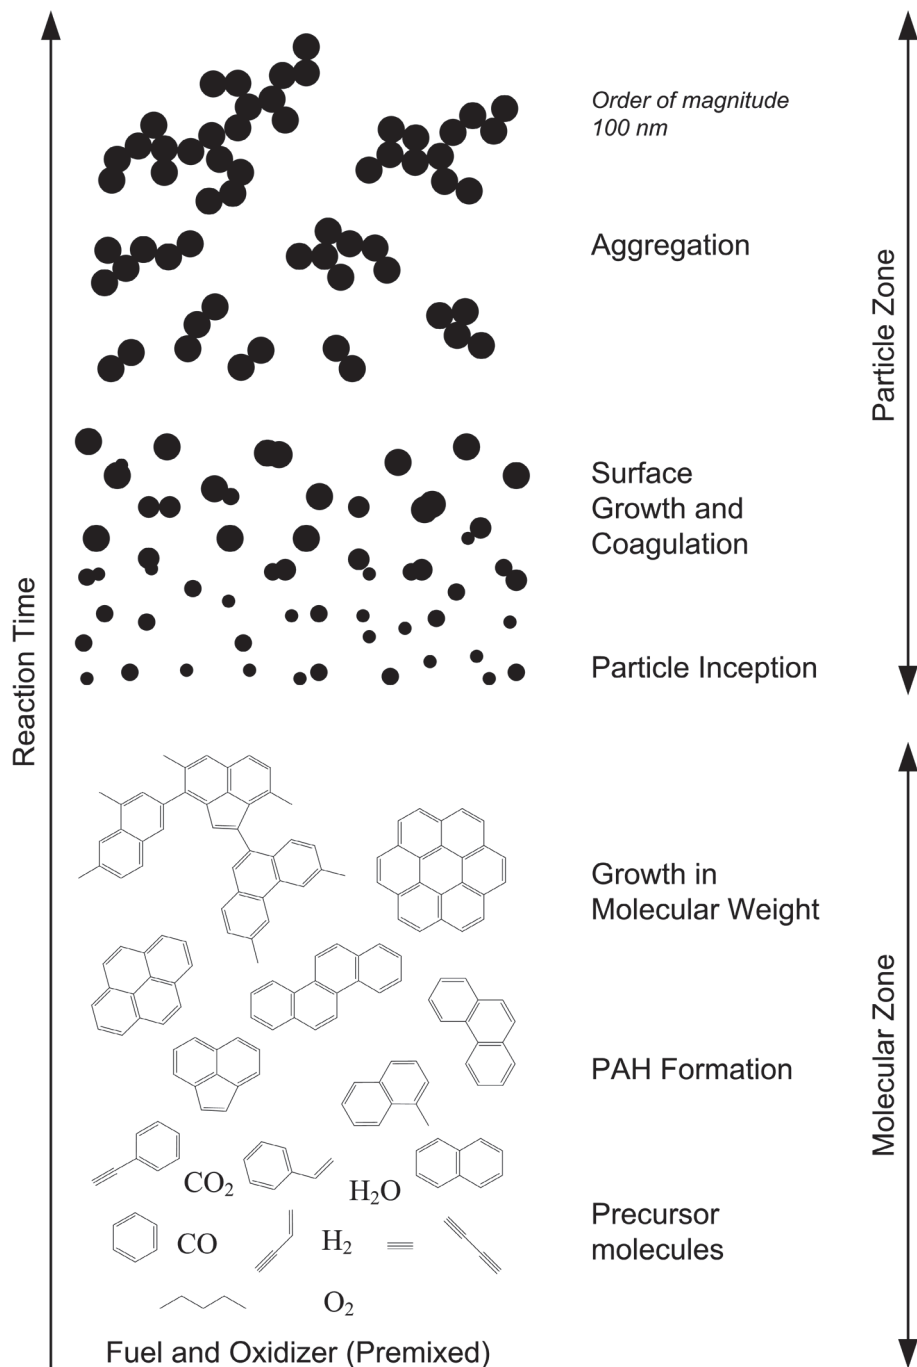 Order of magnitude
100 nm
Aggregation
Particle Zone
Surface
Growth and
Coagulation
Reaction Time
Particle Inception
Growth in
Molecular Weight
Molecular Zone
PAH Formation
CO₂
H₂O
Precursor
molecules
CO
H₂
O₂
Fuel and Oxidizer (Premixed)